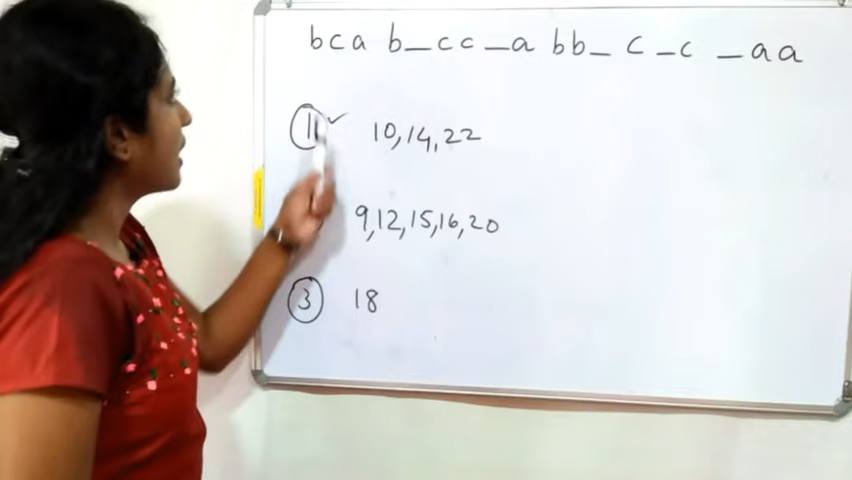 bca b_cc_a bb_ c_c _aa
1 ✓ 10,14,22
9,12,15,16,20
3 18